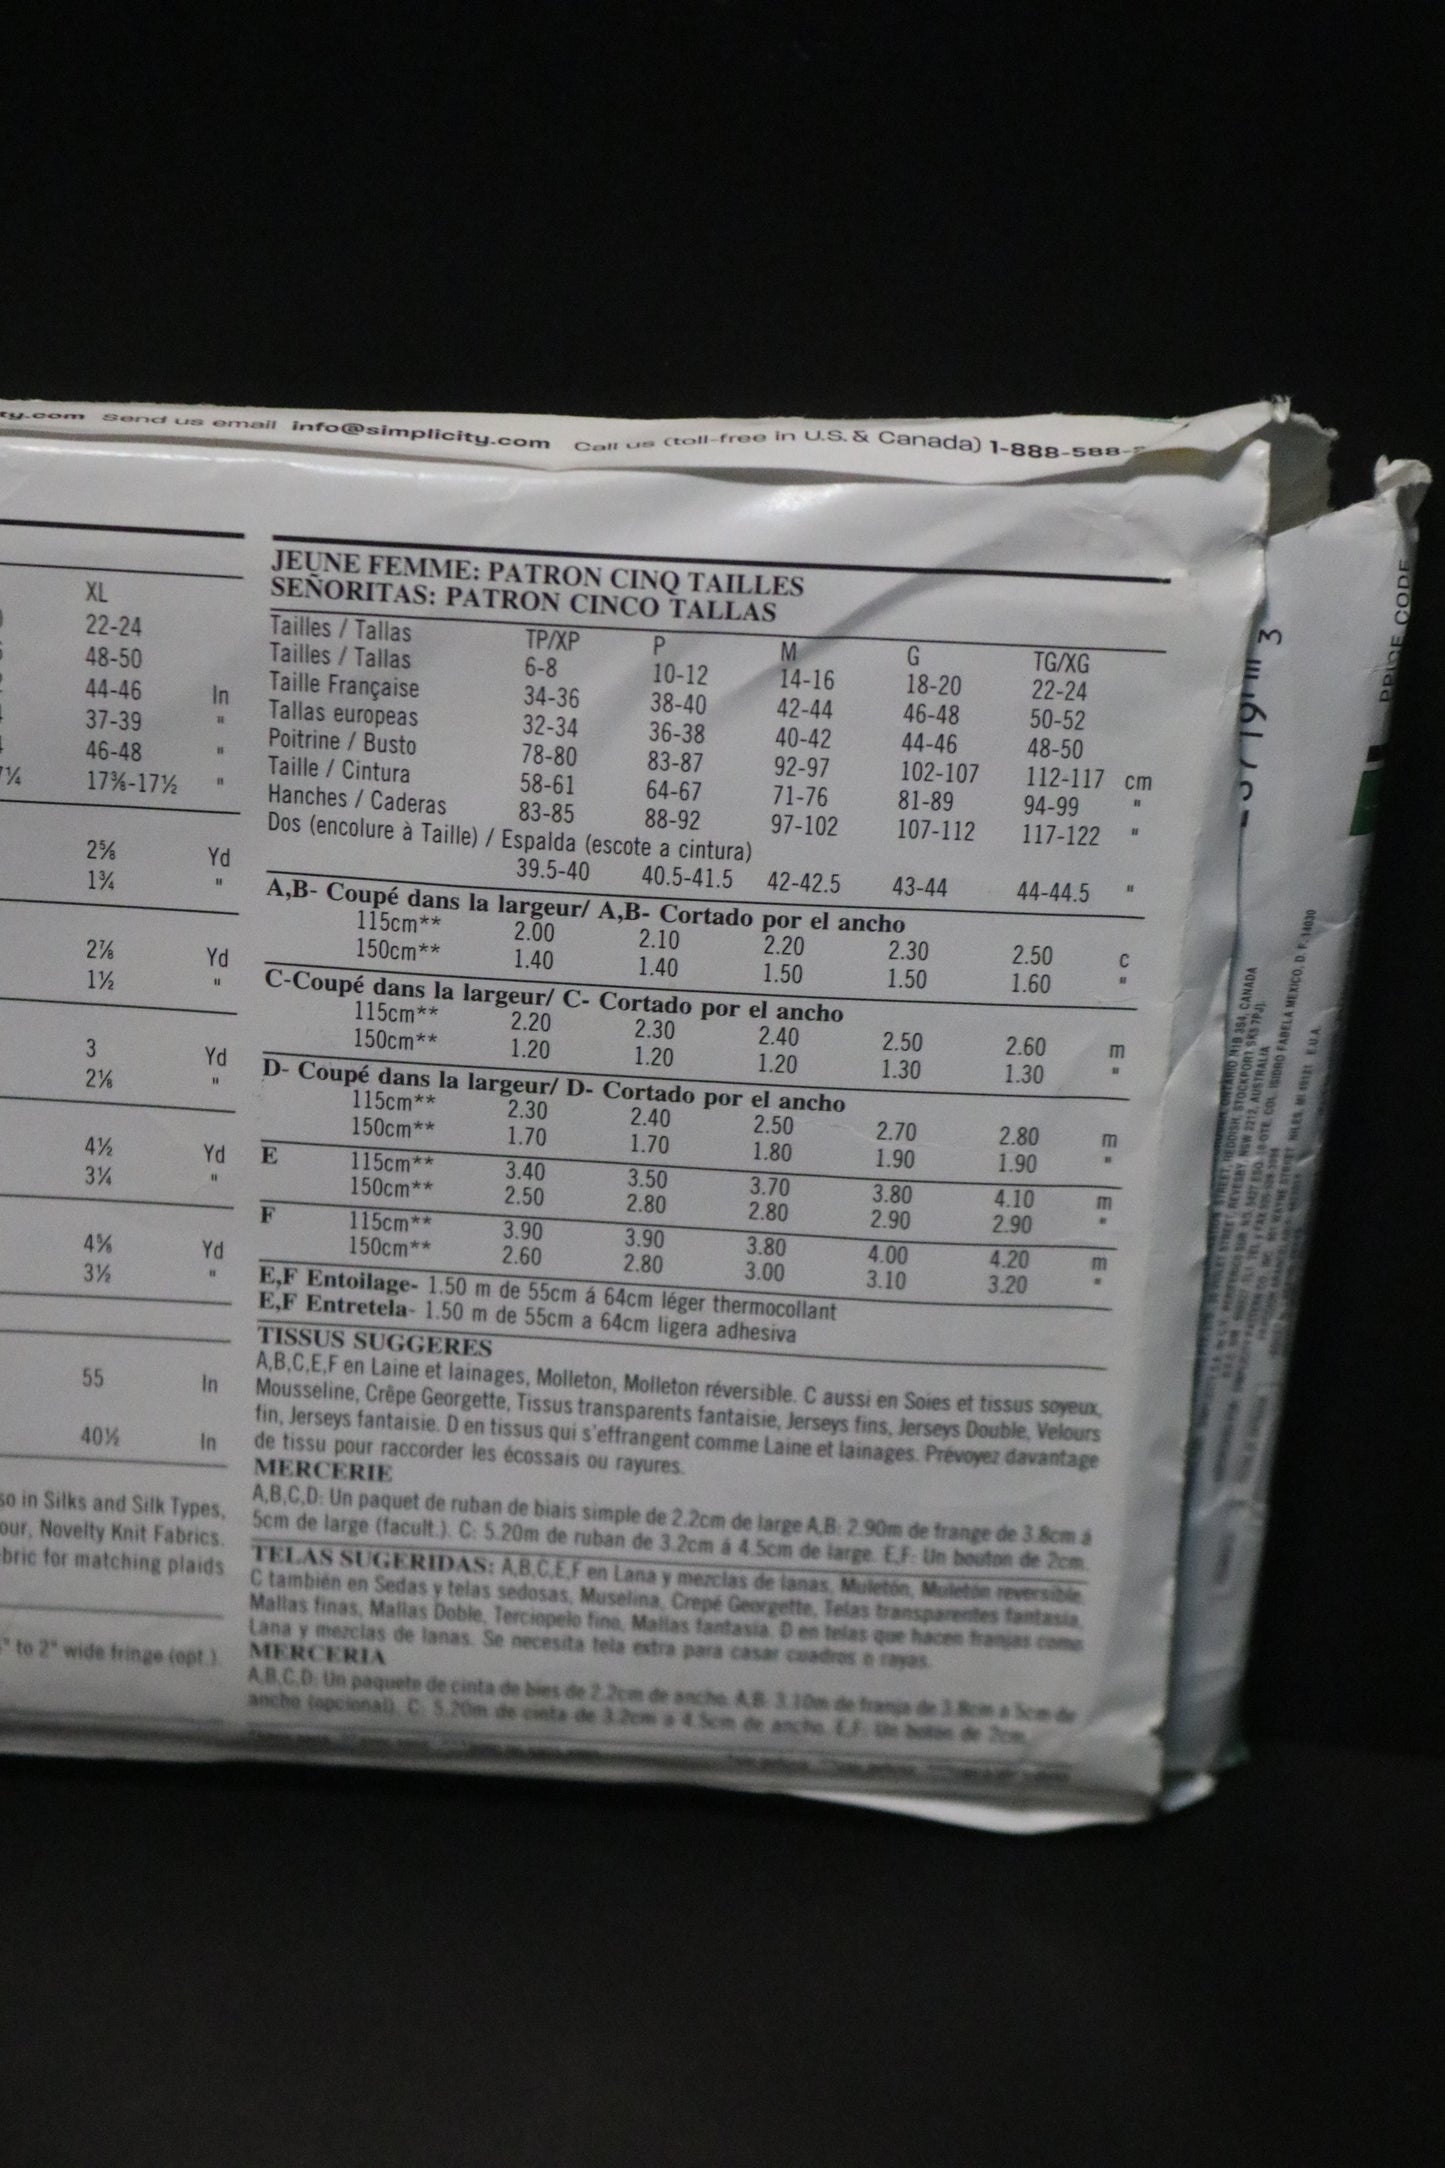 ty.com Send us email info@simplicity.com Call us (toll-free in U.S. & Canada) 1-888-588-
XL
22-24
48-50
44-46 In
37-39 "
46-48 "
17⅜-17½ "
2⅝ Yd
1¾ "
2⅞ Yd
1½ "
3 Yd
2⅛ "
4½ Yd
3¼ "
4⅝ Yd
3½ "
55 In
40½ In
so in Silks and Silk Types,
our, Novelty Knit Fabrics.
bric for matching plaids
" to 2" wide fringe (opt.).
JEUNE FEMME: PATRON CINQ TAILLES
SEÑORITAS: PATRON CINCO TALLAS
Tailles / Tallas TP/XP P M G TG/XG
Tailles / Tallas 6-8 10-12 14-16 18-20 22-24
Taille Française 34-36 38-40 42-44 46-48 50-52
Tallas europeas 32-34 36-38 40-42 44-46 48-50
Poitrine / Busto 78-80 83-87 92-97 102-107 112-117 cm
Taille / Cintura 58-61 64-67 71-76 81-89 94-99 "
Hanches / Caderas 83-85 88-92 97-102 107-112 117-122 "
Dos (encolure à Taille) / Espalda (escote a cintura)
39.5-40 40.5-41.5 42-42.5 43-44 44-44.5 "
A,B- Coupé dans la largeur/ A,B- Cortado por el ancho
115cm** 2.00 2.10 2.20 2.30 2.50 c
150cm** 1.40 1.40 1.50 1.50 1.60 "
C-Coupé dans la largeur/ C- Cortado por el ancho
115cm** 2.20 2.30 2.40 2.50 2.60 m
150cm** 1.20 1.20 1.20 1.30 1.30 "
D- Coupé dans la largeur/ D- Cortado por el ancho
115cm** 2.30 2.40 2.50 2.70 2.80 m
150cm** 1.70 1.70 1.80 1.90 1.90 "
E 115cm** 3.40 3.50 3.70 3.80 4.10 m
150cm** 2.50 2.80 2.80 2.90 2.90 "
F 115cm** 3.90 3.90 3.80 4.00 4.20 m
150cm** 2.60 2.80 3.00 3.10 3.20 "
E,F Entoilage- 1.50 m de 55cm á 64cm léger thermocollant
E,F Entretela- 1.50 m de 55cm a 64cm ligera adhesiva
TISSUS SUGGERES
A,B,C,E,F en Laine et lainages, Molleton, Molleton réversible. C aussi en Soies et tissus soyeux,
Mousseline, Crêpe Georgette, Tissus transparents fantaisie, Jerseys fins, Jerseys Double, Velours
fin, Jerseys fantaisie. D en tissus qui s'effrangent comme Laine et lainages. Prévoyez davantage
de tissu pour raccorder les écossais ou rayures.
MERCERIE
A,B,C,D: Un paquet de ruban de biais simple de 2.2cm de large A,B: 2.90m de frange de 3.8cm á
5cm de large (facult.). C: 5.20m de ruban de 3.2cm á 4.5cm de large. E,F: Un bouton de 2cm.
TELAS SUGERIDAS: A,B,C,E,F en Lana y mezclas de lanas, Muletón, Muletón reversible.
C también en Sedas y telas sedosas, Muselina, Crepé Georgette, Telas transparentes fantasía,
Mallas finas, Mallas Doble, Terciopelo fino, Mallas fantasía. D en telas que hacen franjas como
Lana y mezclas de lanas. Se necesita tela extra para casar cuadros o rayas.
MERCERIA
A,B,C,D: Un paquete de cinta de bies de 2.2cm de ancho. A,B: 3.10m de franja de 3.8cm a 5cm de
ancho (opcional). C: 5.20m de cinta de 3.2cm a 4.5cm de ancho. E,F: Un botón de 2cm.
3
PRICE CODE